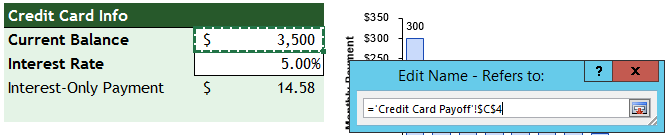 Credit Card Info
Current Balance $ 3,500
Interest Rate 5.00%
Interest-Only Payment $ 14.58
$350
300
$300
$250
Payment
Edit Name - Refers to:
? x
='Credit Card Payoff'!$C$4